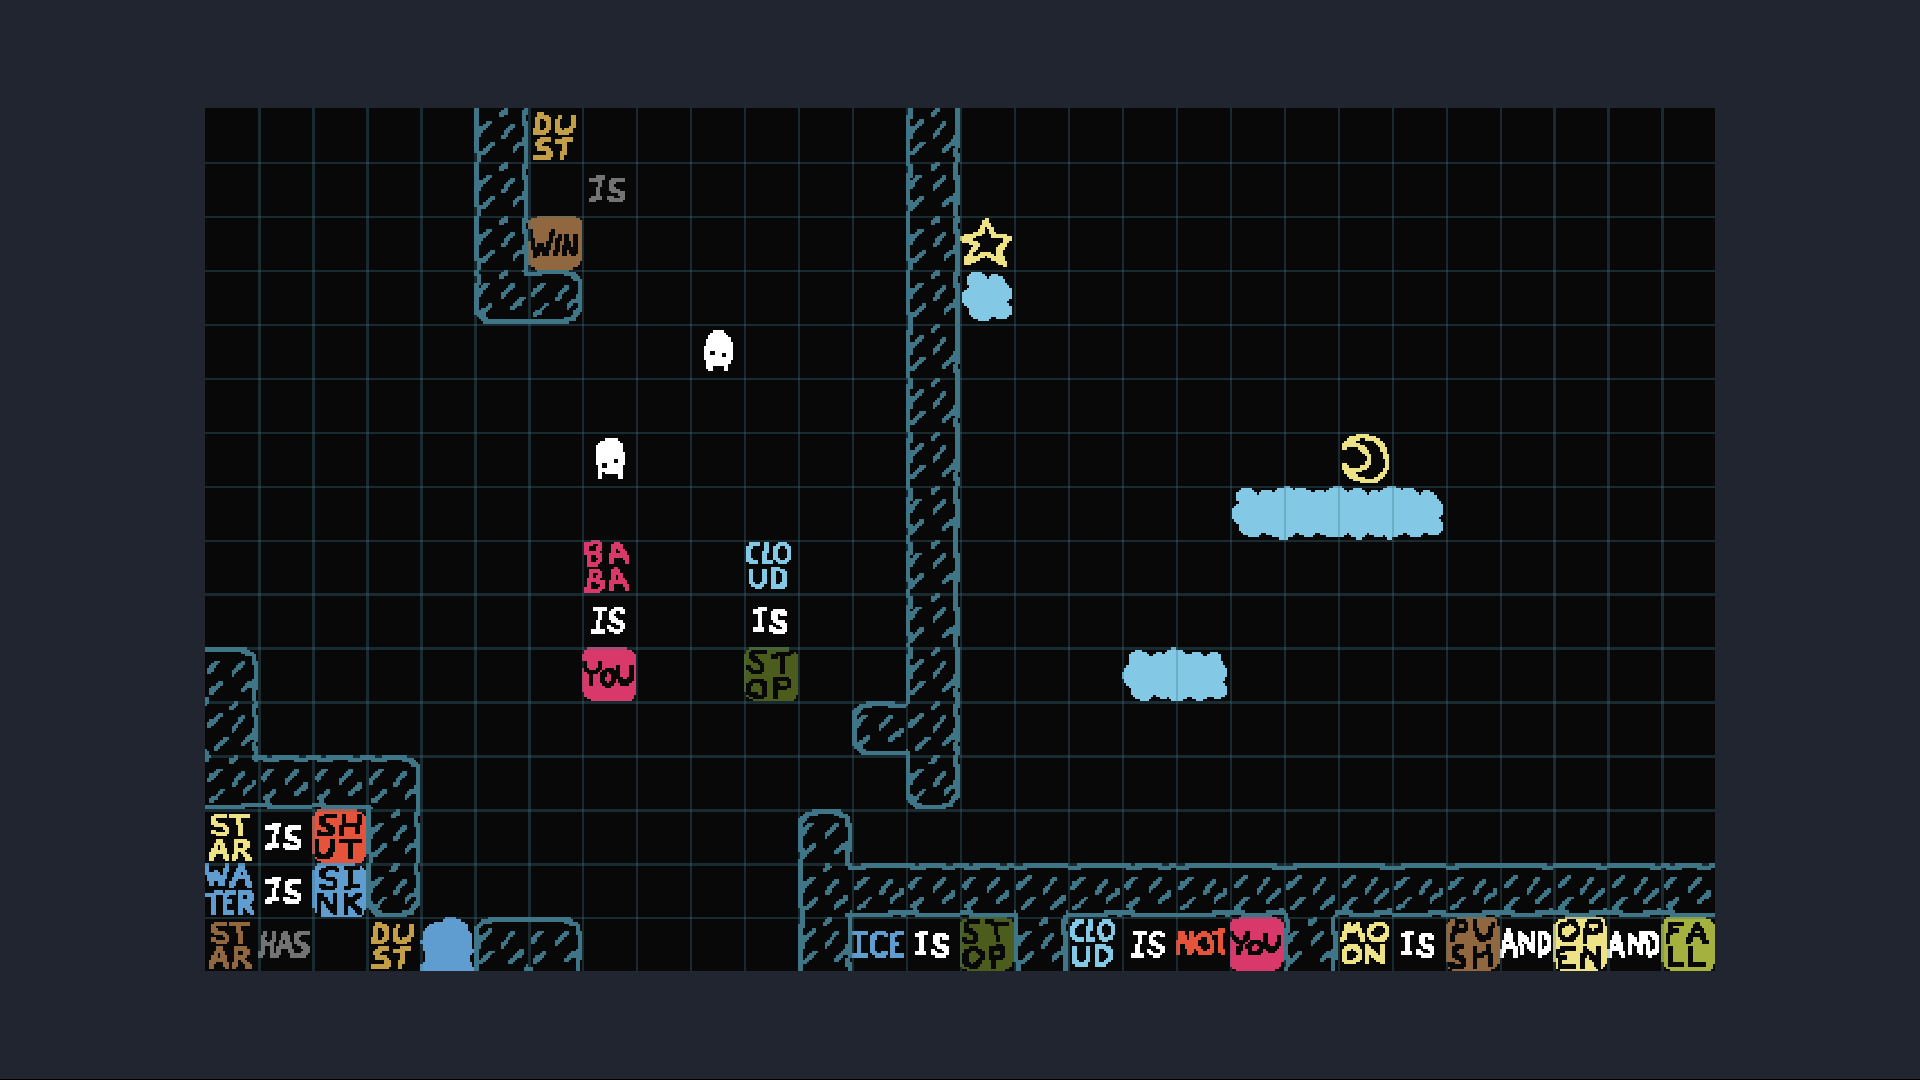 DUST
IS
WIN
BABA CLOUD
IS IS
YOU STOP
STAR IS SHUT
WATER IS SINK
STAR HAS DUST ICE IS STOP CLOUD IS NOT YOU MOON IS PUSH AND OPEN AND FALL